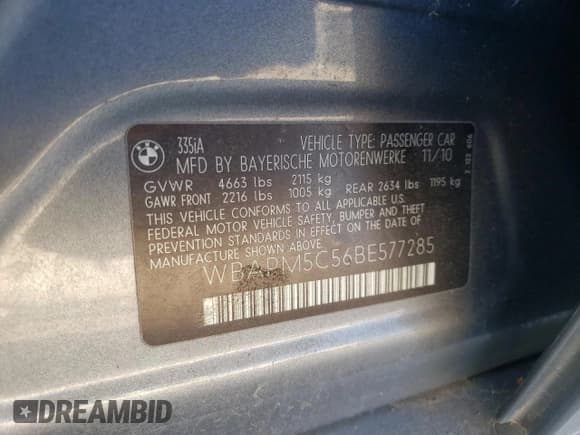 BMW
335iA VEHICLE TYPE: PASSENGER CAR
MFD BY BAYERISCHE MOTORENWERKE 11/10
GVWR 4663 lbs 2115 kg
GAWR FRONT 2216 lbs 1005 kg REAR 2634 lbs 1195 kg
THIS VEHICLE CONFORMS TO ALL APPLICABLE U.S.
FEDERAL MOTOR VEHICLE SAFETY, BUMPER AND THEFT
PREVENTION STANDARDS IN EFFECT ON THE DATE OF
MANUFACTURE SHOWN ABOVE.
WBAPM5C56BE577285
DREAMBID